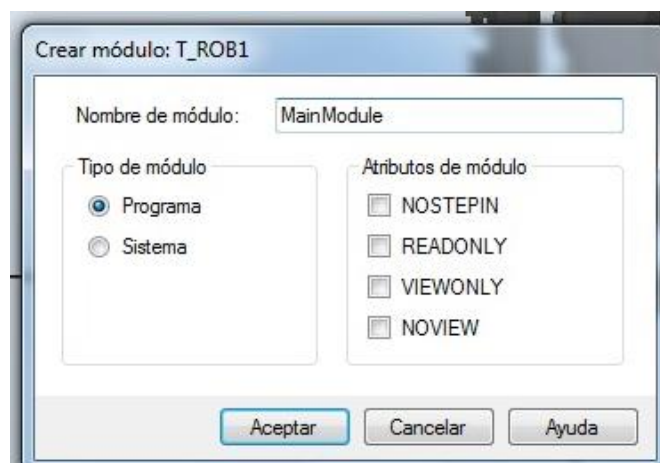 Crear módulo: T_ROB1
Nombre de módulo: MainModule
Tipo de módulo
Programa
Sistema
Atributos de módulo
NOSTEPIN
READONLY
VIEWONLY
NOVIEW
Aceptar Cancelar Ayuda